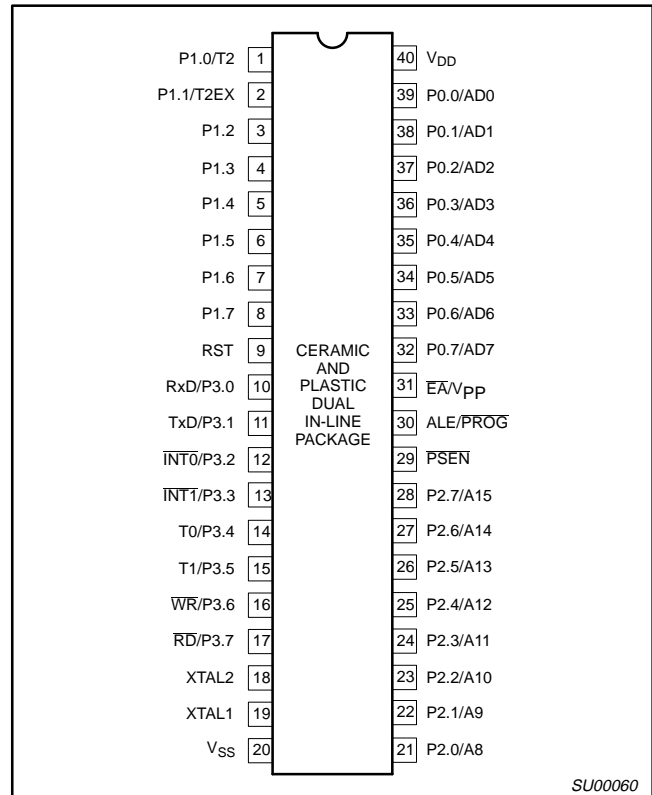 P1.0/T2 1
P1.1/T2EX 2
P1.2 3
P1.3 4
P1.4 5
P1.5 6
P1.6 7
P1.7 8
RST 9
RxD/P3.0 10
TxD/P3.1 11
INT0/P3.2 12
INT1/P3.3 13
T0/P3.4 14
T1/P3.5 15
WR/P3.6 16
RD/P3.7 17
XTAL2 18
XTAL1 19
VSS 20
CERAMIC
AND
PLASTIC
DUAL
IN-LINE
PACKAGE
40 VDD
39 P0.0/AD0
38 P0.1/AD1
37 P0.2/AD2
36 P0.3/AD3
35 P0.4/AD4
34 P0.5/AD5
33 P0.6/AD6
32 P0.7/AD7
31 EA/VPP
30 ALE/PROG
29 PSEN
28 P2.7/A15
27 P2.6/A14
26 P2.5/A13
25 P2.4/A12
24 P2.3/A11
23 P2.2/A10
22 P2.1/A9
21 P2.0/A8
SU00060